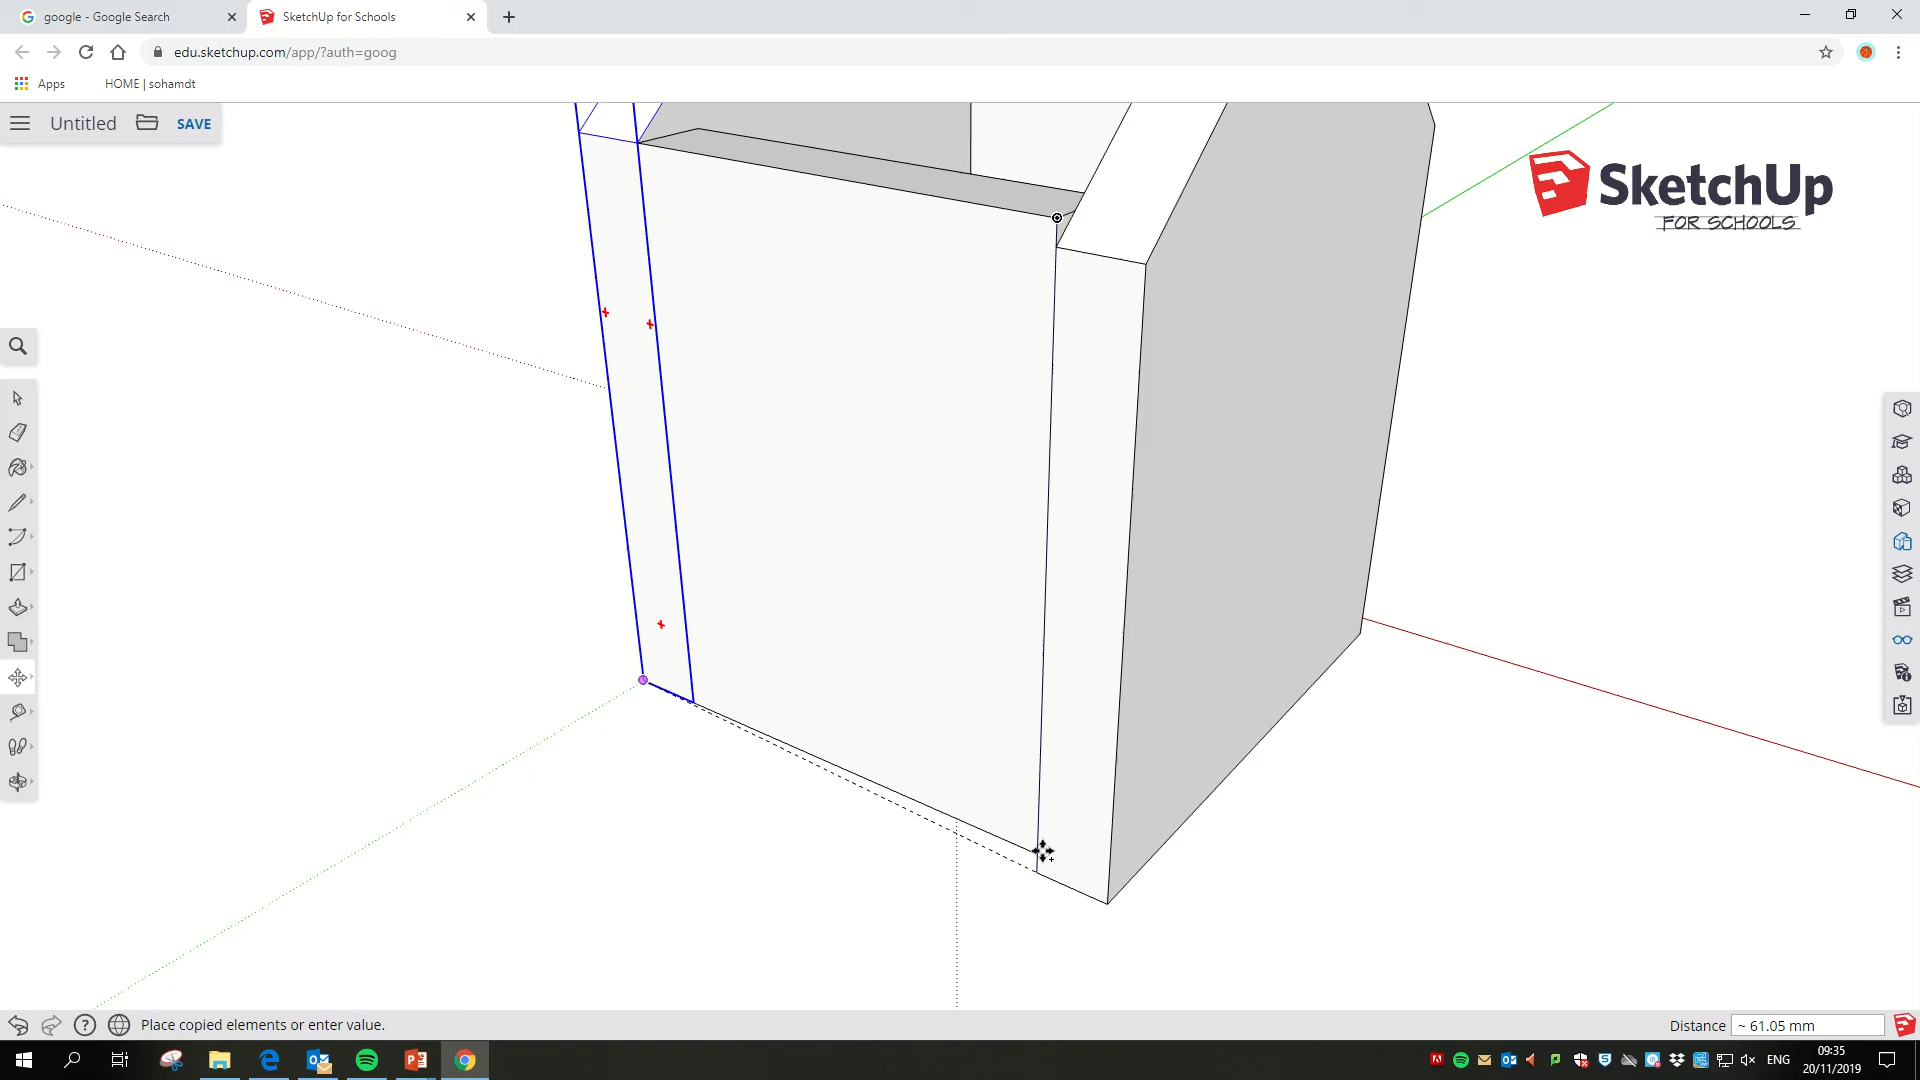 google - Google Search
SketchUp for Schools
edu.sketchup.com/app/?auth=goog
Apps
HOME | sohamdt
Untitled
SAVE
SketchUp
FOR SCHOOLS
Place copied elements or enter value.
Distance
~ 61.05 mm
ENG
09:35
20/11/2019